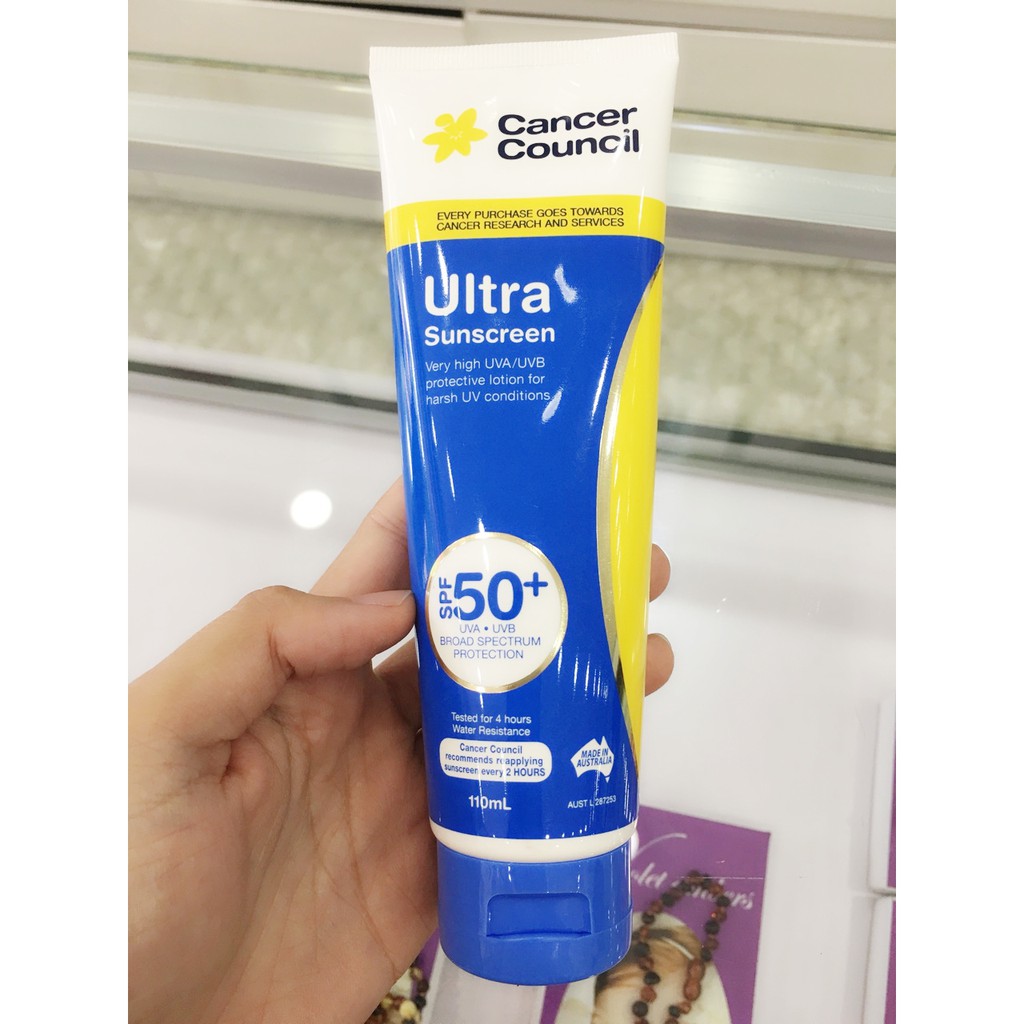 Cancer
Council
EVERY PURCHASE GOES TOWARDS
CANCER RESEARCH AND SERVICES
Ultra
Sunscreen
Very high UVA/UVB
protective lotion for
harsh UV conditions
SPF 50+
UVA • UVB
BROAD SPECTRUM
PROTECTION
Tested for 4 hours
Water Resistance
Cancer Council
recommends reapplying
sunscreen every 2 HOURS
MADE IN
AUSTRALIA
110mL
AUST L 287253